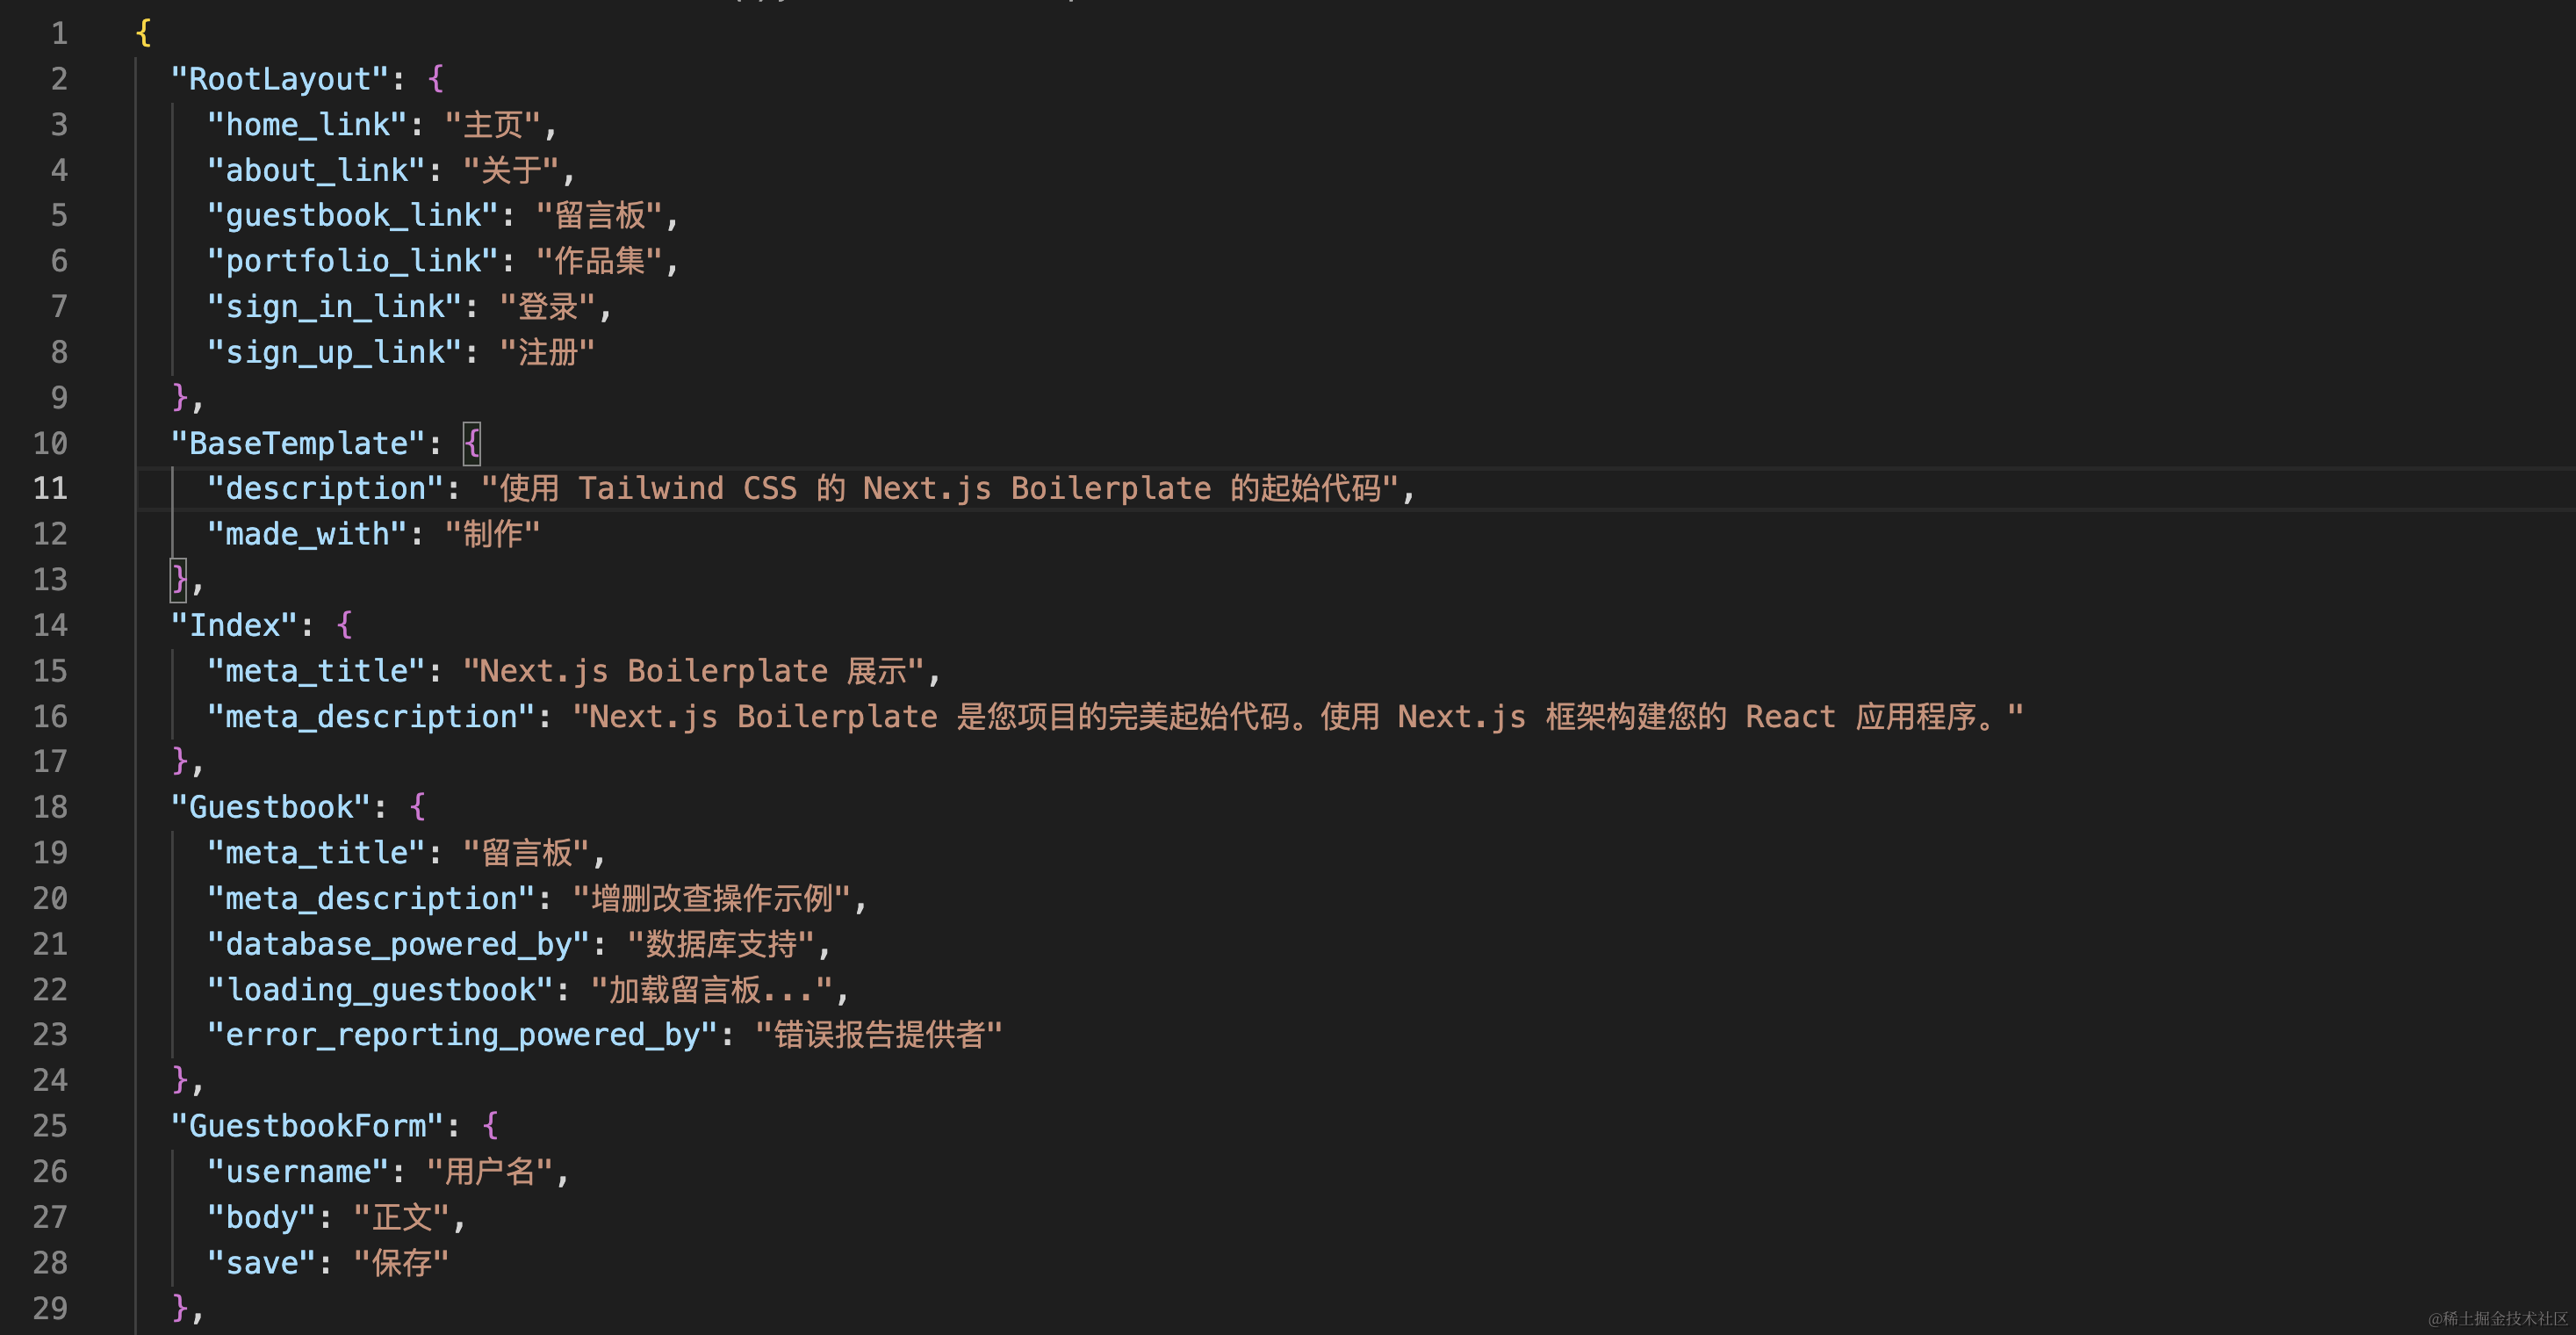 1 {
2 "RootLayout": {
3 "home_link": "主页",
4 "about_link": "关于",
5 "guestbook_link": "留言板",
6 "portfolio_link": "作品集",
7 "sign_in_link": "登录",
8 "sign_up_link": "注册"
9 },
10 "BaseTemplate": {
11 "description": "使用 Tailwind CSS 的 Next.js Boilerplate 的起始代码",
12 "made_with": "制作"
13 },
14 "Index": {
15 "meta_title": "Next.js Boilerplate 展示",
16 "meta_description": "Next.js Boilerplate 是您项目的完美起始代码。使用 Next.js 框架构建您的 React 应用程序。"
17 },
18 "Guestbook": {
19 "meta_title": "留言板",
20 "meta_description": "增删改查操作示例",
21 "database_powered_by": "数据库支持",
22 "loading_guestbook": "加载留言板...",
23 "error_reporting_powered_by": "错误报告提供者"
24 },
25 "GuestbookForm": {
26 "username": "用户名",
27 "body": "正文",
28 "save": "保存"
29 },
@稀土掘金技术社区